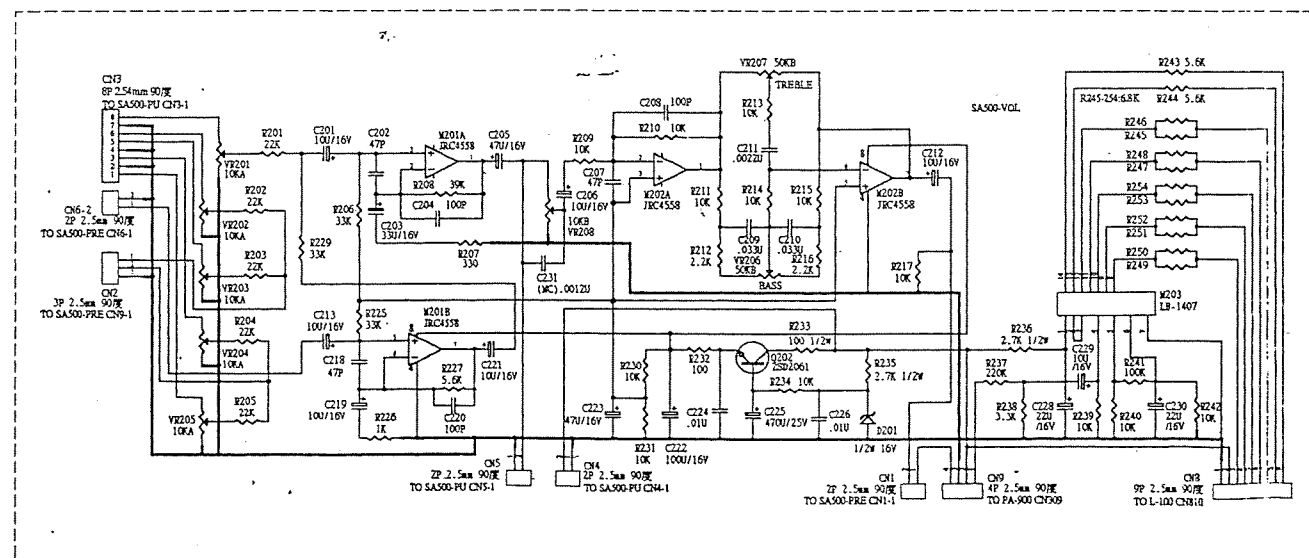 CN3
8P 2.54mm 90度
TO SA500-PU CN3-1
8
7
6
5
4
3
2
1
CN6-2
2P 2.5mm 90度
TO SA500-PRE CN6-1
CN2
3P 2.5mm 90度
TO SA500-PRE CN9-1
VR201
10KA
VR202
10KA
VR203
10KA
VR204
10KA
VR205
10KA
R201
22K
R202
22K
R203
22K
R204
22K
R205
22K
R229
33K
C201
10U/16V
C202
47P
R206
33K
M201A
JRC4558
R208
39K
C204
100P
C203
33U/16V
R207
330
C205
47U/16V
C231
(MC).0012U
10KB
VR208
C206
10U/16V
R209
10K
C207
47P
C208
100P
R210
10K
M202A
JRC4558
VR207 50KB
TREBLE
R213
10K
C211
.0022U
R211
10K
R214
10K
R215
10K
C209
.033U
C210
.033U
R212
2.2K
VR206
50KB
BASS
R216
2.2K
M202B
JRC4558
C212
10U/16V
R217
10K
SA500-VOL
R243 5.6K
R244 5.6K
R245-254:6.8K
R246
R245
R248
R247
R254
R253
R252
R251
R250
R249
M203
LB-1407
C213
10U/16V
R225
33K
C218
47P
M201B
JRC4558
R227
5.6K
C220
100P
C219
10U/16V
R226
1K
C221
10U/16V
R230
10K
C223
47U/16V
R231
10K
R232
100
C222
100U/16V
C224
.01U
Q202
2SD2061
R233
100 1/2W
R234 10K
C225
470U/25V
C226
.01U
R235
2.7K 1/2W
D201
1/2W 16V
R236
2.7K 1/2W
R237
220K
R238
3.3K
C229
10U
/16V
C228
22U
/16V
R239
10K
R241
100K
R240
10K
C230
22U
/16V
R242
10K
CN5
2P 2.5mm 90度
TO SA500-PU CN5-1
CN4
2P 2.5mm 90度
TO SA500-PU CN4-1
CN1
2P 2.5mm 90度
TO SA500-PRE CN1-1
CN9
4P 2.5mm 90度
TO PA-900 CN309
CN8
9P 2.5mm 90度
TO L-100 CN810